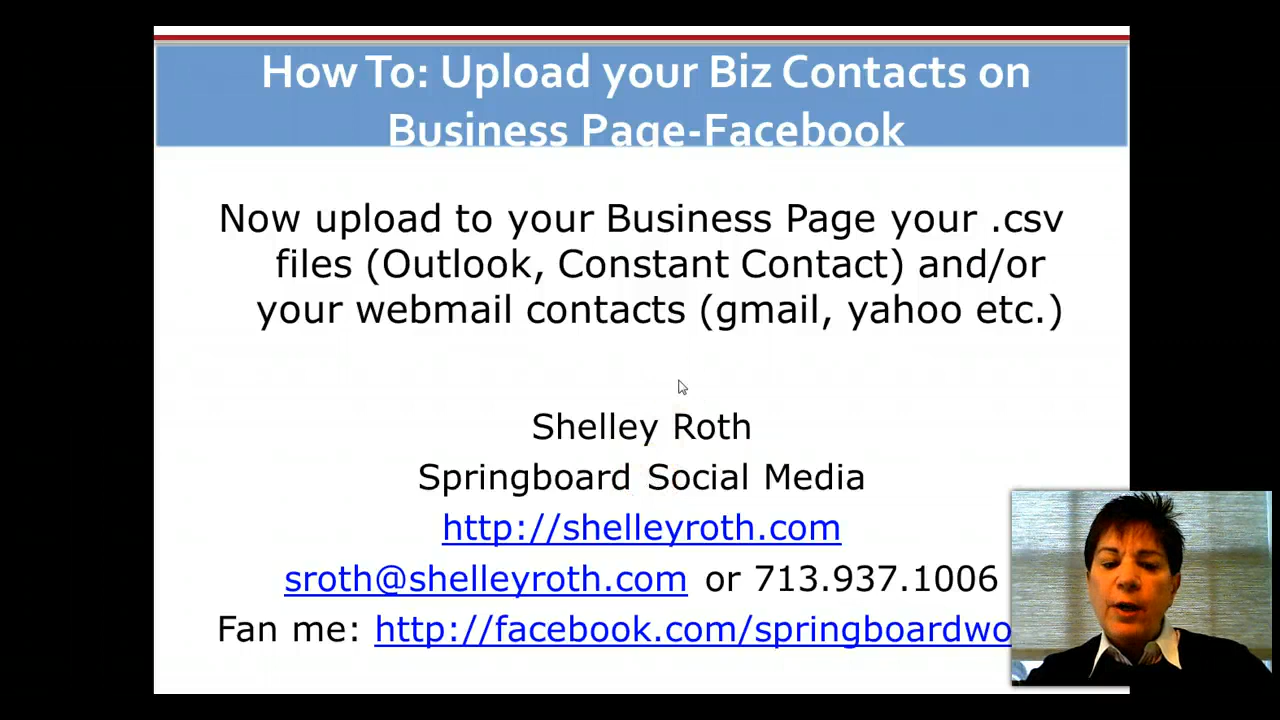 How To: Upload your Biz Contacts on
Business Page-Facebook
Now upload to your Business Page your .csv
files (Outlook, Constant Contact) and/or
your webmail contacts (gmail, yahoo etc.)
Shelley Roth
Springboard Social Media
http://shelleyroth.com
sroth@shelleyroth.com or 713.937.1006
Fan me: http://facebook.com/springboardwo